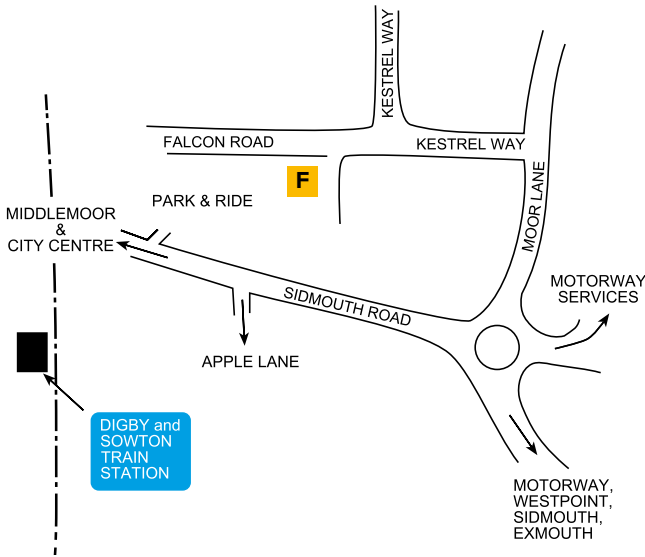 KESTREL WAY
FALCON ROAD
KESTREL WAY
F
PARK & RIDE
MOOR LANE
MIDDLEMOOR
&
CITY CENTRE
SIDMOUTH ROAD
MOTORWAY
SERVICES
APPLE LANE
DIGBY and
SOWTON
TRAIN
STATION
MOTORWAY,
WESTPOINT,
SIDMOUTH,
EXMOUTH